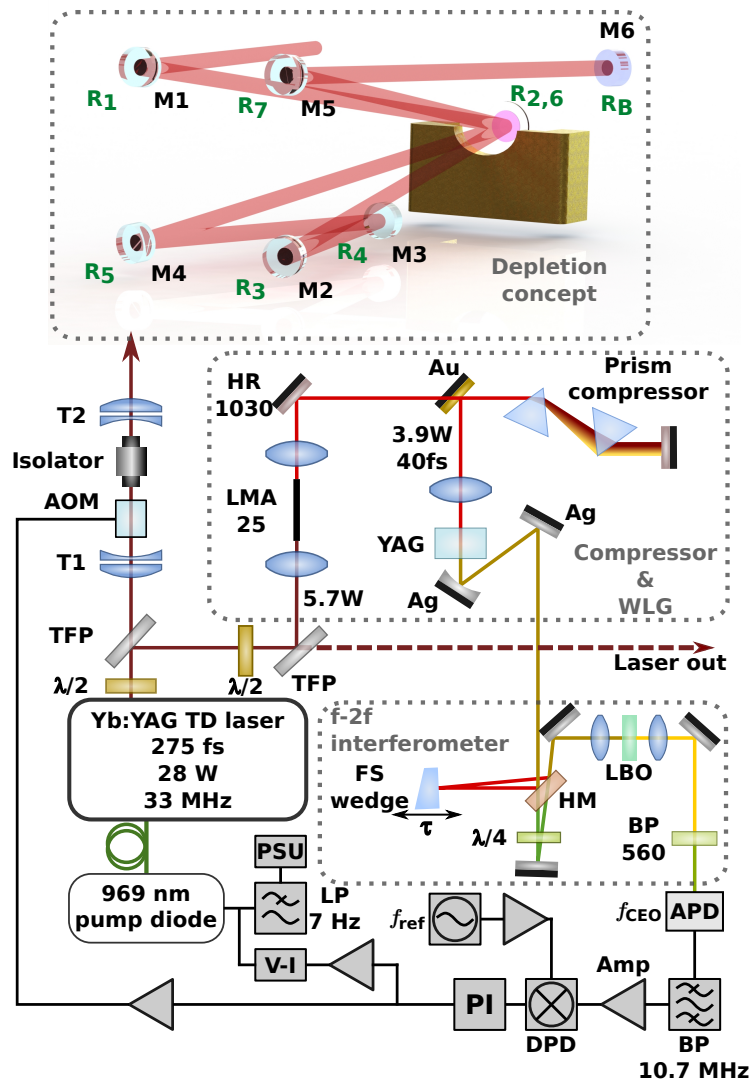 M6
R1
M1
R7
M5
R2,6
RB
R5
M4
R3
M2
R4
M3
Depletion
concept
T2
Isolator
AOM
T1
TFP
λ/2
HR
1030
LMA
25
5.7W
Au
3.9W
40fs
YAG
Ag
Ag
Prism
compressor
Compressor
&
WLG
λ/2
TFP
Laser out
Yb:YAG TD laser
275 fs
28 W
33 MHz
f-2f
interferometer
FS
wedge
τ
HM
λ/4
LBO
BP
560
969 nm
pump diode
PSU
LP
7 Hz
V-I
fref
fCEO
APD
Amp
PI
DPD
BP
10.7 MHz